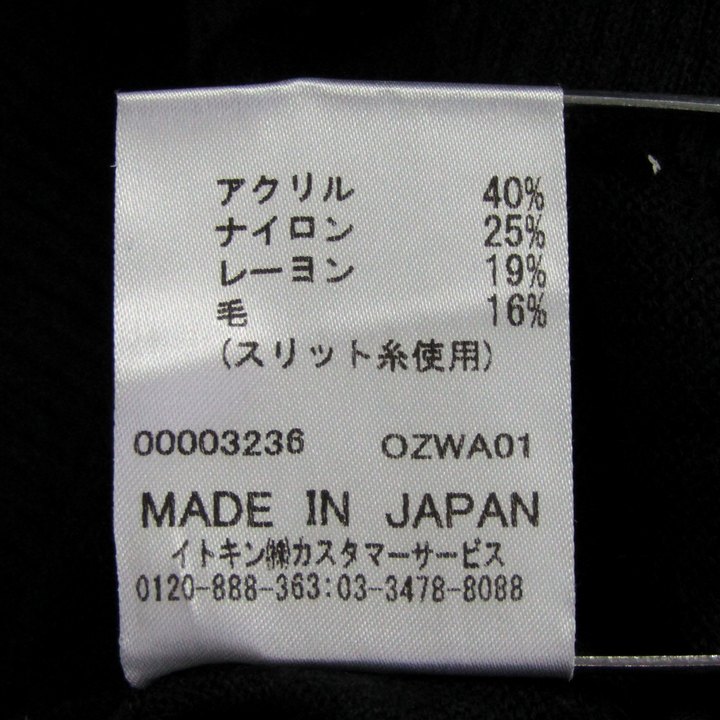 アクリル 40%
ナイロン 25%
レーヨン 19%
毛 16%
(スリット糸使用)
00003236 OZWA01
MADE IN JAPAN
イトキン㈱カスタマーサービス
0120-888-363:03-3478-8088